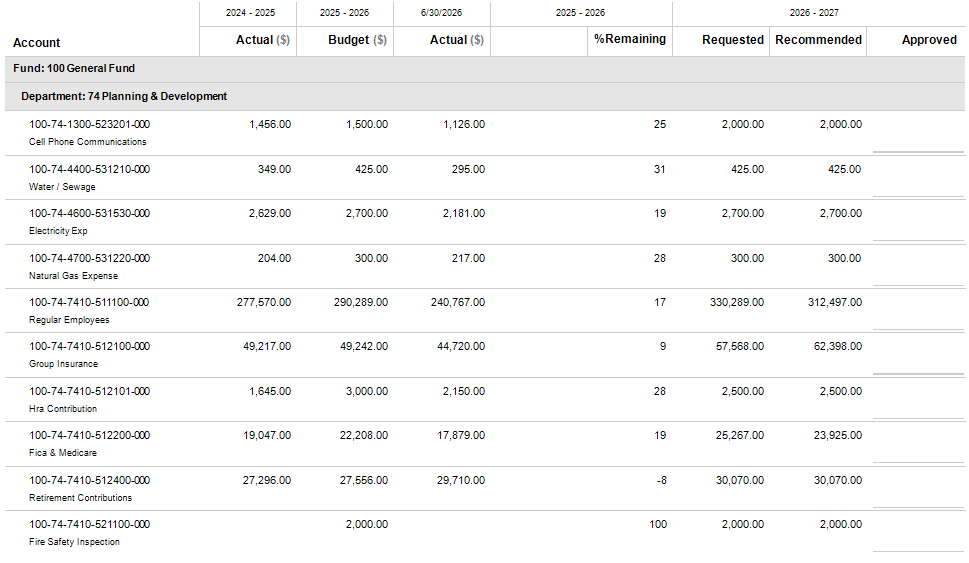 2024 - 2025 2025 - 2026 6/30/2026 2025 - 2026 2026 - 2027
Account Actual ($) Budget ($) Actual ($) %Remaining Requested Recommended Approved
Fund: 100 General Fund
Department: 74 Planning & Development
100-74-1300-523201-000 1,456.00 1,500.00 1,126.00 25 2,000.00 2,000.00
Cell Phone Communications
100-74-4400-531210-000 349.00 425.00 295.00 31 425.00 425.00
Water / Sewage
100-74-4600-531530-000 2,629.00 2,700.00 2,181.00 19 2,700.00 2,700.00
Electricity Exp
100-74-4700-531220-000 204.00 300.00 217.00 28 300.00 300.00
Natural Gas Expense
100-74-7410-511100-000 277,570.00 290,289.00 240,767.00 17 330,289.00 312,497.00
Regular Employees
100-74-7410-512100-000 49,217.00 49,242.00 44,720.00 9 57,568.00 62,398.00
Group Insurance
100-74-7410-512101-000 1,645.00 3,000.00 2,150.00 28 2,500.00 2,500.00
Hra Contribution
100-74-7410-512200-000 19,047.00 22,208.00 17,879.00 19 25,267.00 23,925.00
Fica & Medicare
100-74-7410-512400-000 27,296.00 27,556.00 29,710.00 -8 30,070.00 30,070.00
Retirement Contributions
100-74-7410-521100-000 2,000.00 100 2,000.00 2,000.00
Fire Safety Inspection